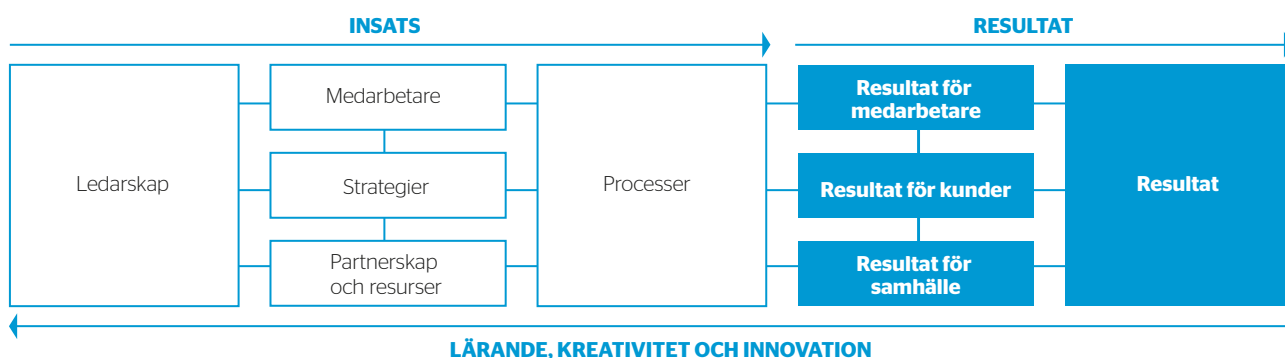 INSATS
RESULTAT
Ledarskap
Medarbetare
Strategier
Partnerskap
och resurser
Processer
Resultat för
medarbetare
Resultat för kunder
Resultat för
samhälle
Resultat
LÄRANDE, KREATIVITET OCH INNOVATION